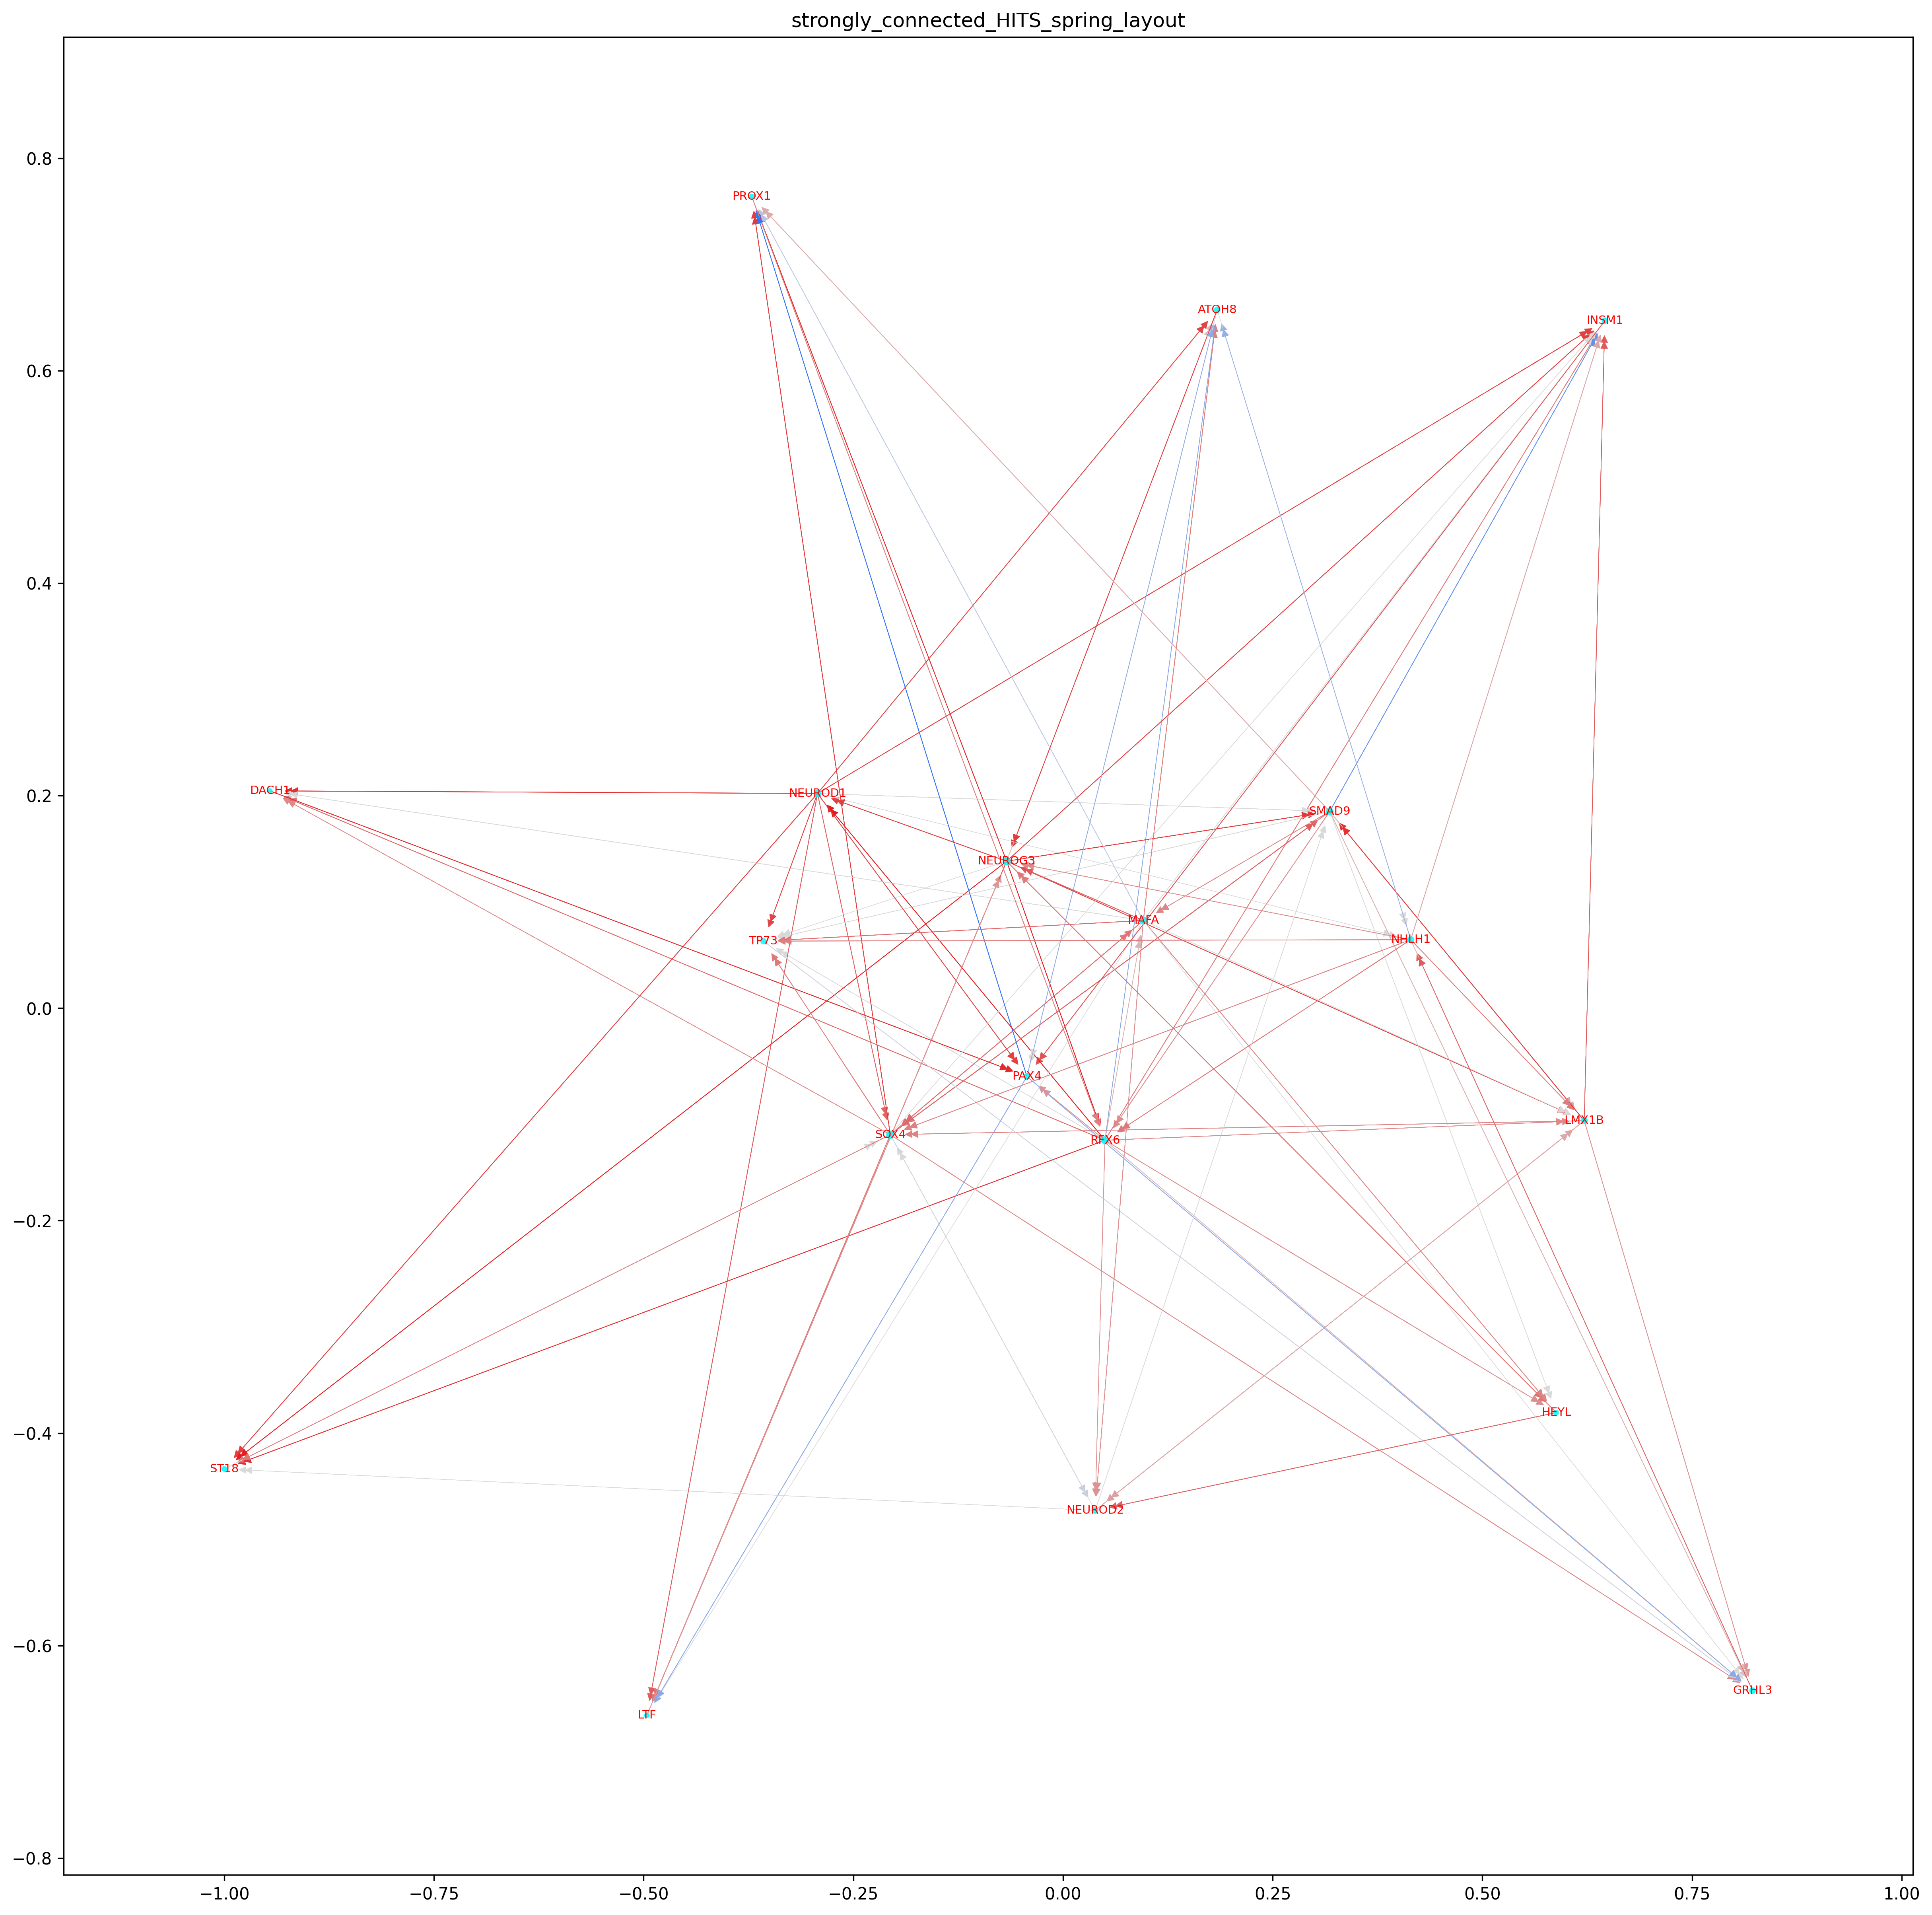 strongly_connected_HITS_spring_layout
0.8
PROX1
ATOH8
INSM1
0.6
0.4
DACH1
NEUROD1
0.2
SMAD9
NEUROG3
MAFA
TP73
NHLH1
0.0
PAX4
LMX1B
SOX4
RFX6
−0.2
HEYL
−0.4
ST18
NEUROD2
−0.6
GRHL3
LTF
−0.8
−1.00 −0.75 −0.50 −0.25 0.00 0.25 0.50 0.75 1.00